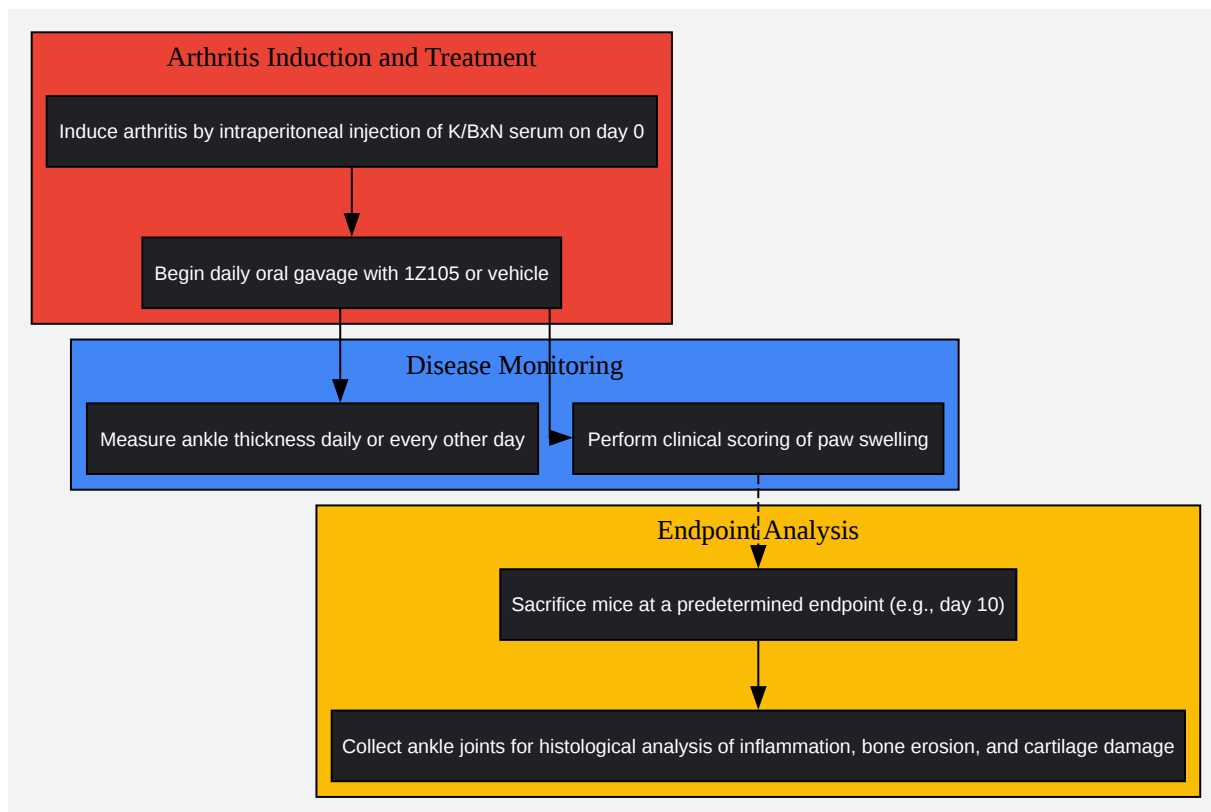 Arthritis Induction and Treatment
Induce arthritis by intraperitoneal injection of K/BxN serum on day 0
Begin daily oral gavage with 1Z105 or vehicle
Disease Monitoring
Measure ankle thickness daily or every other day
Perform clinical scoring of paw swelling
Endpoint Analysis
Sacrifice mice at a predetermined endpoint (e.g., day 10)
Collect ankle joints for histological analysis of inflammation, bone erosion, and cartilage damage